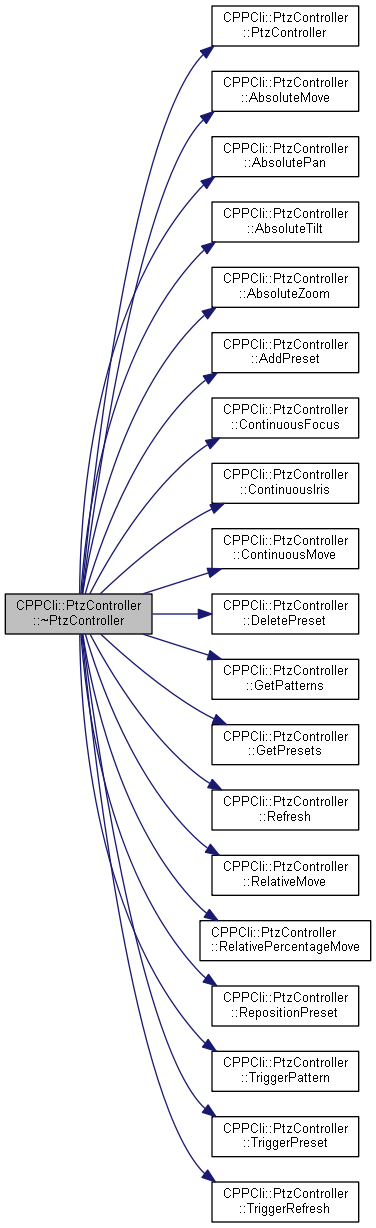 CPPCli::PtzController
::PtzController
CPPCli::PtzController
::AbsoluteMove
CPPCli::PtzController
::AbsolutePan
CPPCli::PtzController
::AbsoluteTilt
CPPCli::PtzController
::AbsoluteZoom
CPPCli::PtzController
::AddPreset
CPPCli::PtzController
::ContinuousFocus
CPPCli::PtzController
::ContinuousIris
CPPCli::PtzController
::ContinuousMove
CPPCli::PtzController
::~PtzController
CPPCli::PtzController
::DeletePreset
CPPCli::PtzController
::GetPatterns
CPPCli::PtzController
::GetPresets
CPPCli::PtzController
::Refresh
CPPCli::PtzController
::RelativeMove
CPPCli::PtzController
::RelativePercentageMove
CPPCli::PtzController
::RepositionPreset
CPPCli::PtzController
::TriggerPattern
CPPCli::PtzController
::TriggerPreset
CPPCli::PtzController
::TriggerRefresh